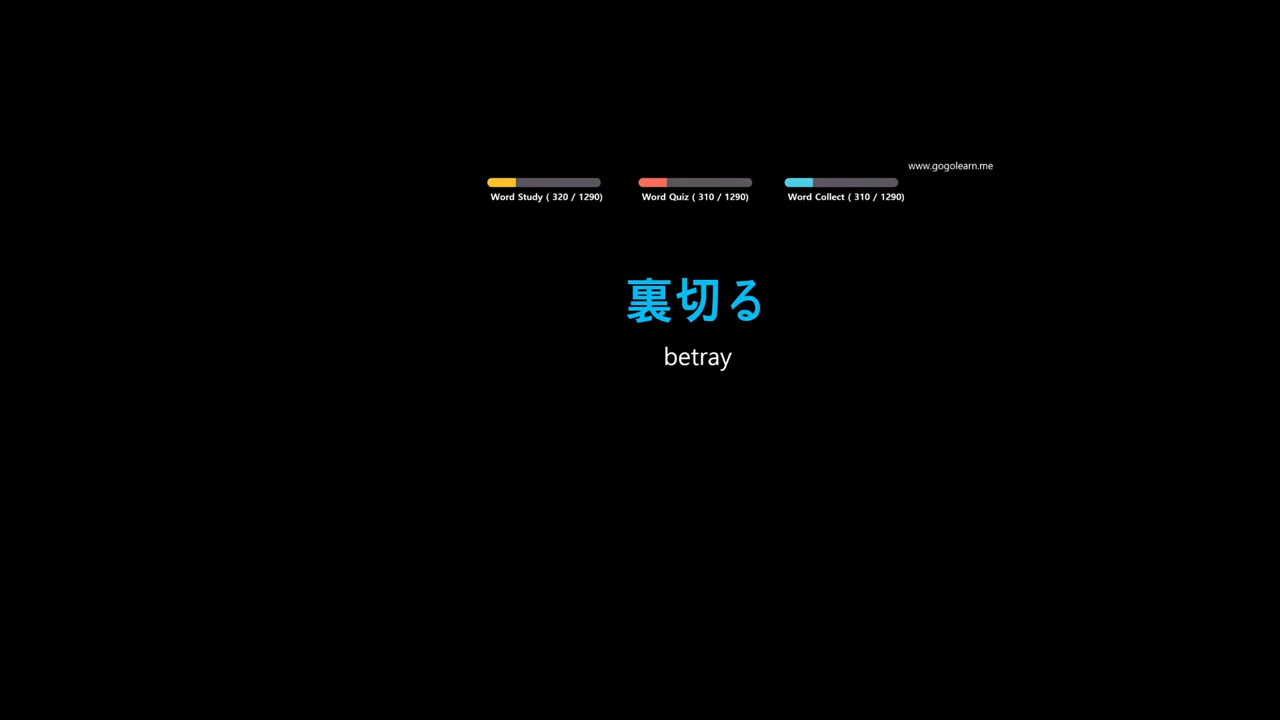 www.gogolearn.me
Word Study ( 320 / 1290)
Word Quiz ( 310 / 1290)
Word Collect ( 310 / 1290)
裏切る
betray